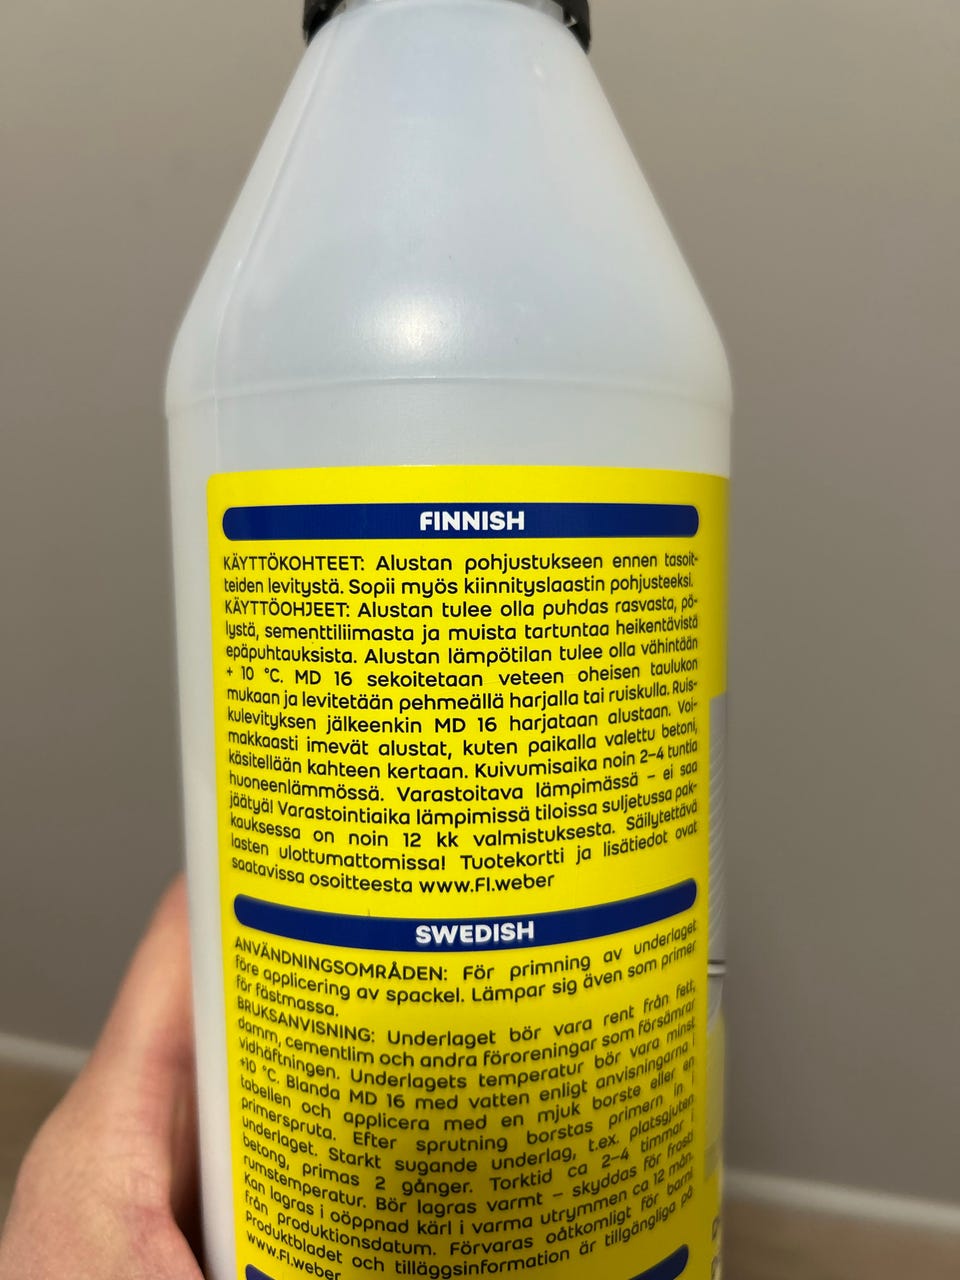 FINNISH
KÄYTTÖKOHTEET: Alustan pohjustukseen ennen tasoit-
teiden levitystä. Sopii myös kiinnityslaastin pohjusteeksi.
KÄYTTÖOHJEET: Alustan tulee olla puhdas rasvasta, pö-
lystä, sementtiliimasta ja muista tartuntaa heikentävistä
epäpuhtauksista. Alustan lämpötilan tulee olla vähintään
+ 10 °C. MD 16 sekoitetaan veteen oheisen taulukon
mukaan ja levitetään pehmeällä harjalla tai ruiskulla. Ruis-
kulevityksen jälkeenkin MD 16 harjataan alustaan. Voi-
makkaasti imevät alustat, kuten paikalla valettu betoni,
käsitellään kahteen kertaan. Kuivumisaika noin 2–4 tuntia
huoneenlämmössä. Varastoitava lämpimässä – ei saa
jäätyä! Varastointiaika lämpimissä tiloissa suljetussa pak-
kauksessa on noin 12 kk valmistuksesta. Säilytettävä
lasten ulottumattomissa! Tuotekortti ja lisätiedot ovat
saatavissa osoitteesta www.FI.weber
SWEDISH
ANVÄNDNINGSOMRÅDEN: För primning av underlaget
före applicering av spackel. Lämpar sig även som primer
för fästmassa.
BRUKSANVISNING: Underlaget bör vara rent från fett,
damm, cementlim och andra föroreningar som försämrar
vidhäftningen. Underlagets temperatur bör vara minst
+10 °C. Blanda MD 16 med vatten enligt anvisningarna i
tabellen och applicera med en mjuk borste eller en
primerspruta. Efter sprutning borstas primern in i
underlaget. Starkt sugande underlag, t.ex. platsgjuten
betong, primas 2 gånger. Torktid ca 2–4 timmar i
rumstemperatur. Bör lagras varmt – skyddas för frost!
Kan lagras i oöppnad kärl i varma utrymmen ca 12 mån.
från produktionsdatum. Förvaras oåtkomligt för barn!
Produktbladet och tilläggsinformation är tillgängliga på
www.FI.weber